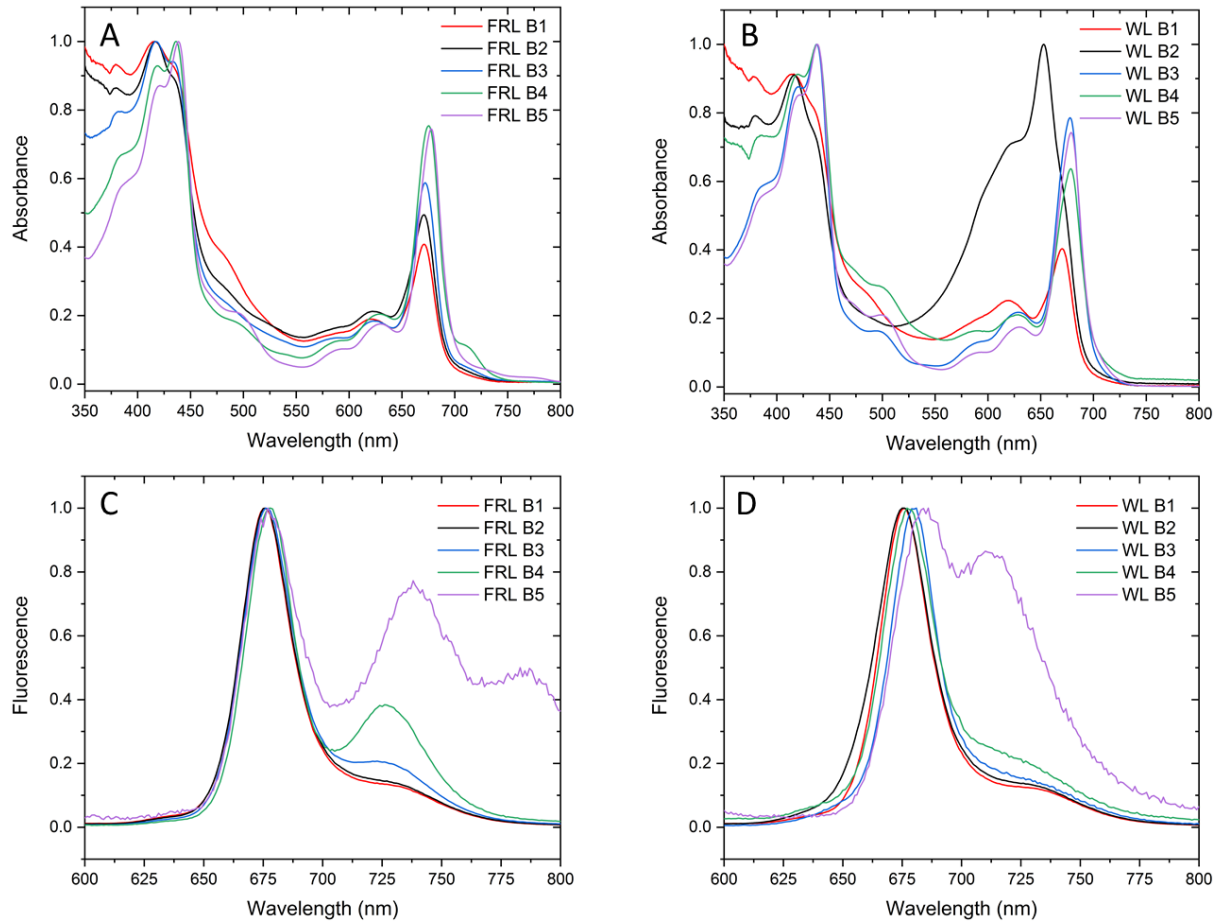 A
FRL B1
FRL B2
FRL B3
FRL B4
FRL B5
1.0
0.8
0.6
0.4
0.2
0.0
Absorbance
350 400 450 500 550 600 650 700 750 800
Wavelength (nm)
B
WL B1
WL B2
WL B3
WL B4
WL B5
1.0
0.8
0.6
0.4
0.2
0.0
Absorbance
350 400 450 500 550 600 650 700 750 800
Wavelength (nm)
C
FRL B1
FRL B2
FRL B3
FRL B4
FRL B5
1.0
0.8
0.6
0.4
0.2
0.0
Fluorescence
600 625 650 675 700 725 750 775 800
Wavelength (nm)
D
WL B1
WL B2
WL B3
WL B4
WL B5
1.0
0.8
0.6
0.4
0.2
0.0
Fluorescence
600 625 650 675 700 725 750 775 800
Wavelength (nm)